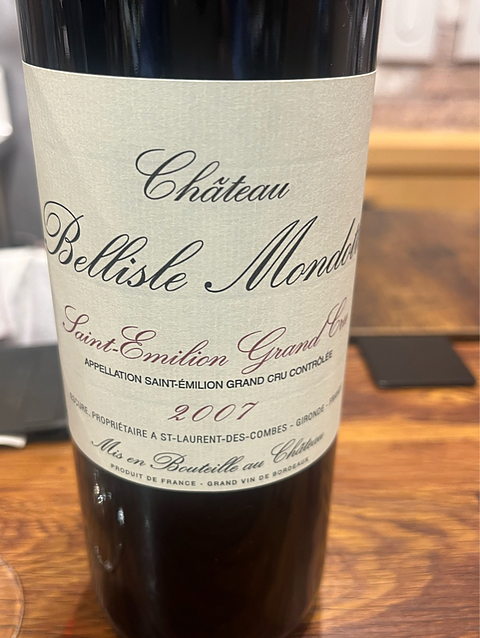 Château
Bellisle Mondo
Saint-Emilion Grand Cru
APPELLATION SAINT-ÉMILION GRAND CRU CONTRÔLÉE
2007
PROPRIÉTAIRE A ST-LAURENT-DES-COMBES - GIRONDE -
Mis en Bouteille au Château
PRODUIT DE FRANCE - GRAND VIN DE BORDEAUX